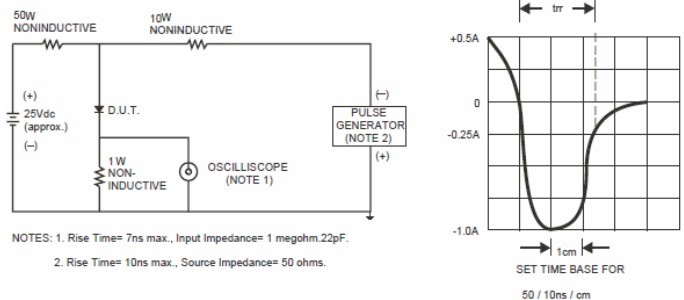 50W
NONINDUCTIVE
10W
NONINDUCTIVE
(+)
25Vdc
(approx.)
(–)
D.U.T.
1W
NON-
INDUCTIVE
OSCILLISCOPE
(NOTE 1)
(–)
PULSE
GENERATOR
(NOTE 2)
(+)
NOTES: 1. Rise Time= 7ns max., Input Impedance= 1 megohm.22pF.
2. Rise Time= 10ns max., Source Impedance= 50 ohms.
trr
+0.5A
0
-0.25A
-1.0A
1cm
SET TIME BASE FOR
50 / 10ns / cm